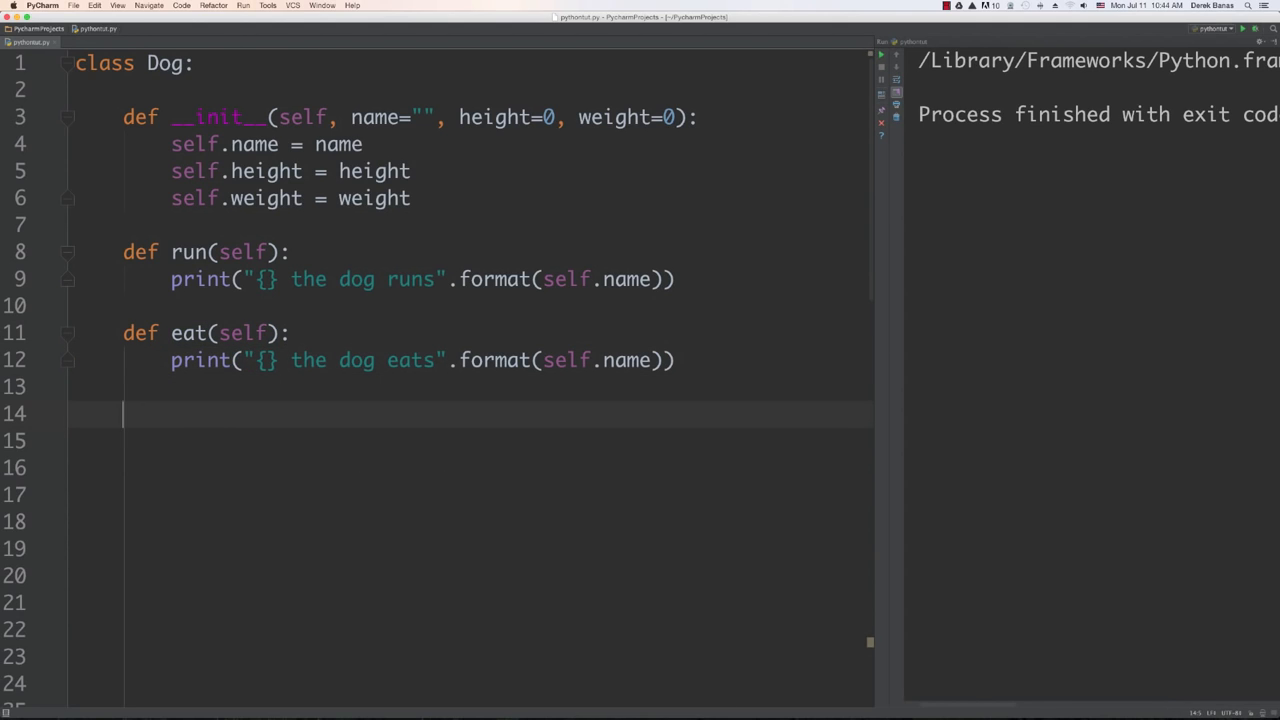 PyCharm File Edit View Navigate Code Refactor Run Tools VCS Window Help 10 Mon Jul 11 10:44 AM Derek Banas
pythontut.py - PycharmProjects - [~/PycharmProjects]
PycharmProjects pythontut.py pythontut
pythontut.py Run: pythontut
1 class Dog:
2
3 def __init__(self, name="", height=0, weight=0):
4 self.name = name
5 self.height = height
6 self.weight = weight
7
8 def run(self):
9 print("{} the dog runs".format(self.name))
10
11 def eat(self):
12 print("{} the dog eats".format(self.name))
13
14
15
16
17
18
19
20
21
22
23
24
/Library/Frameworks/Python.fra
Process finished with exit cod
14:5 LF≑ UTF-8≑